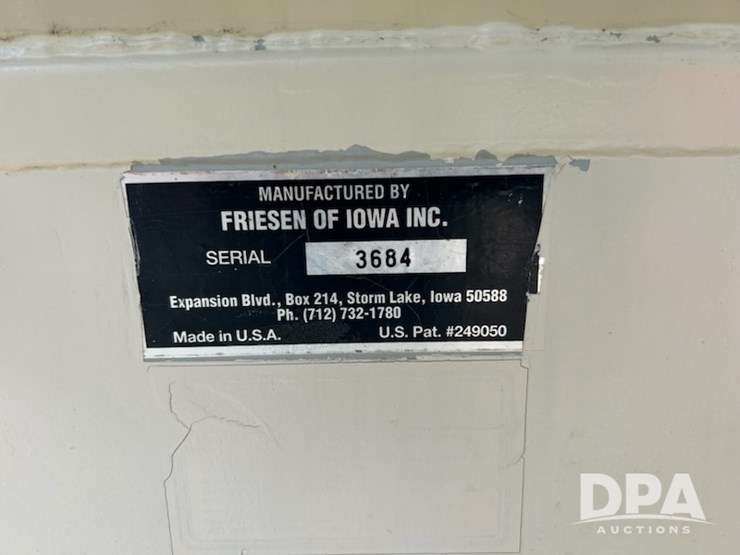 MANUFACTURED BY
FRIESEN OF IOWA INC.
SERIAL 3684
Expansion Blvd., Box 214, Storm Lake, Iowa 50588
Ph. (712) 732-1780
Made in U.S.A. U.S. Pat. #249050
DPA
AUCTIONS